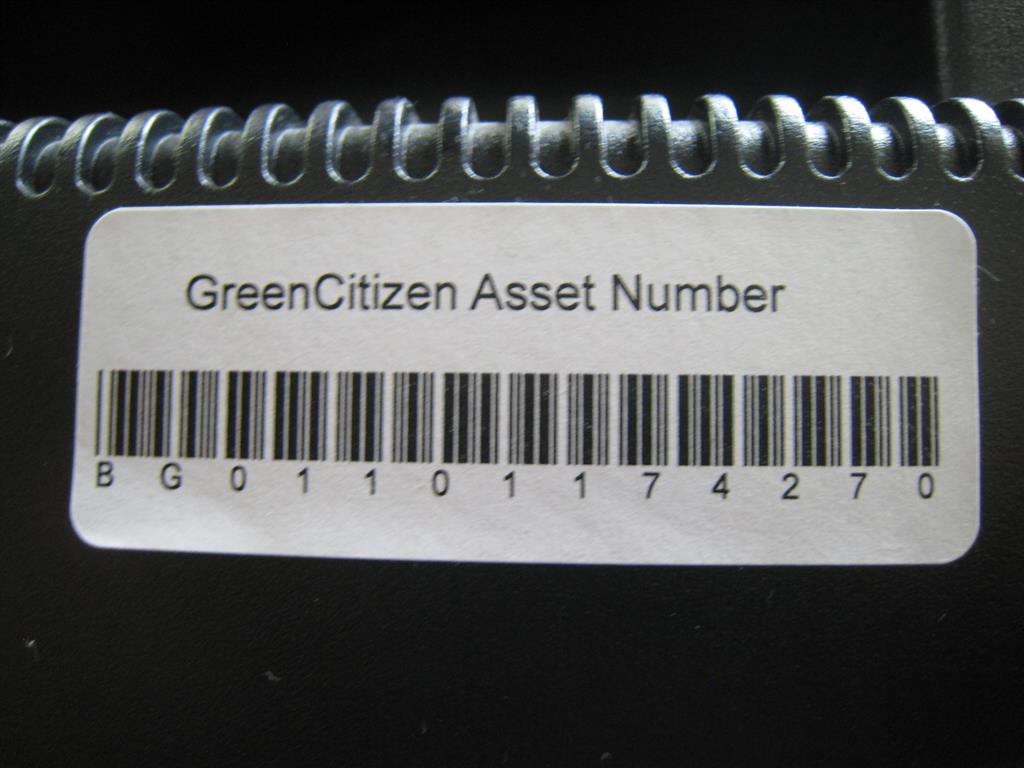 GreenCitizen Asset Number
B G 0 1 1 0 1 1 7 4 2 7 0